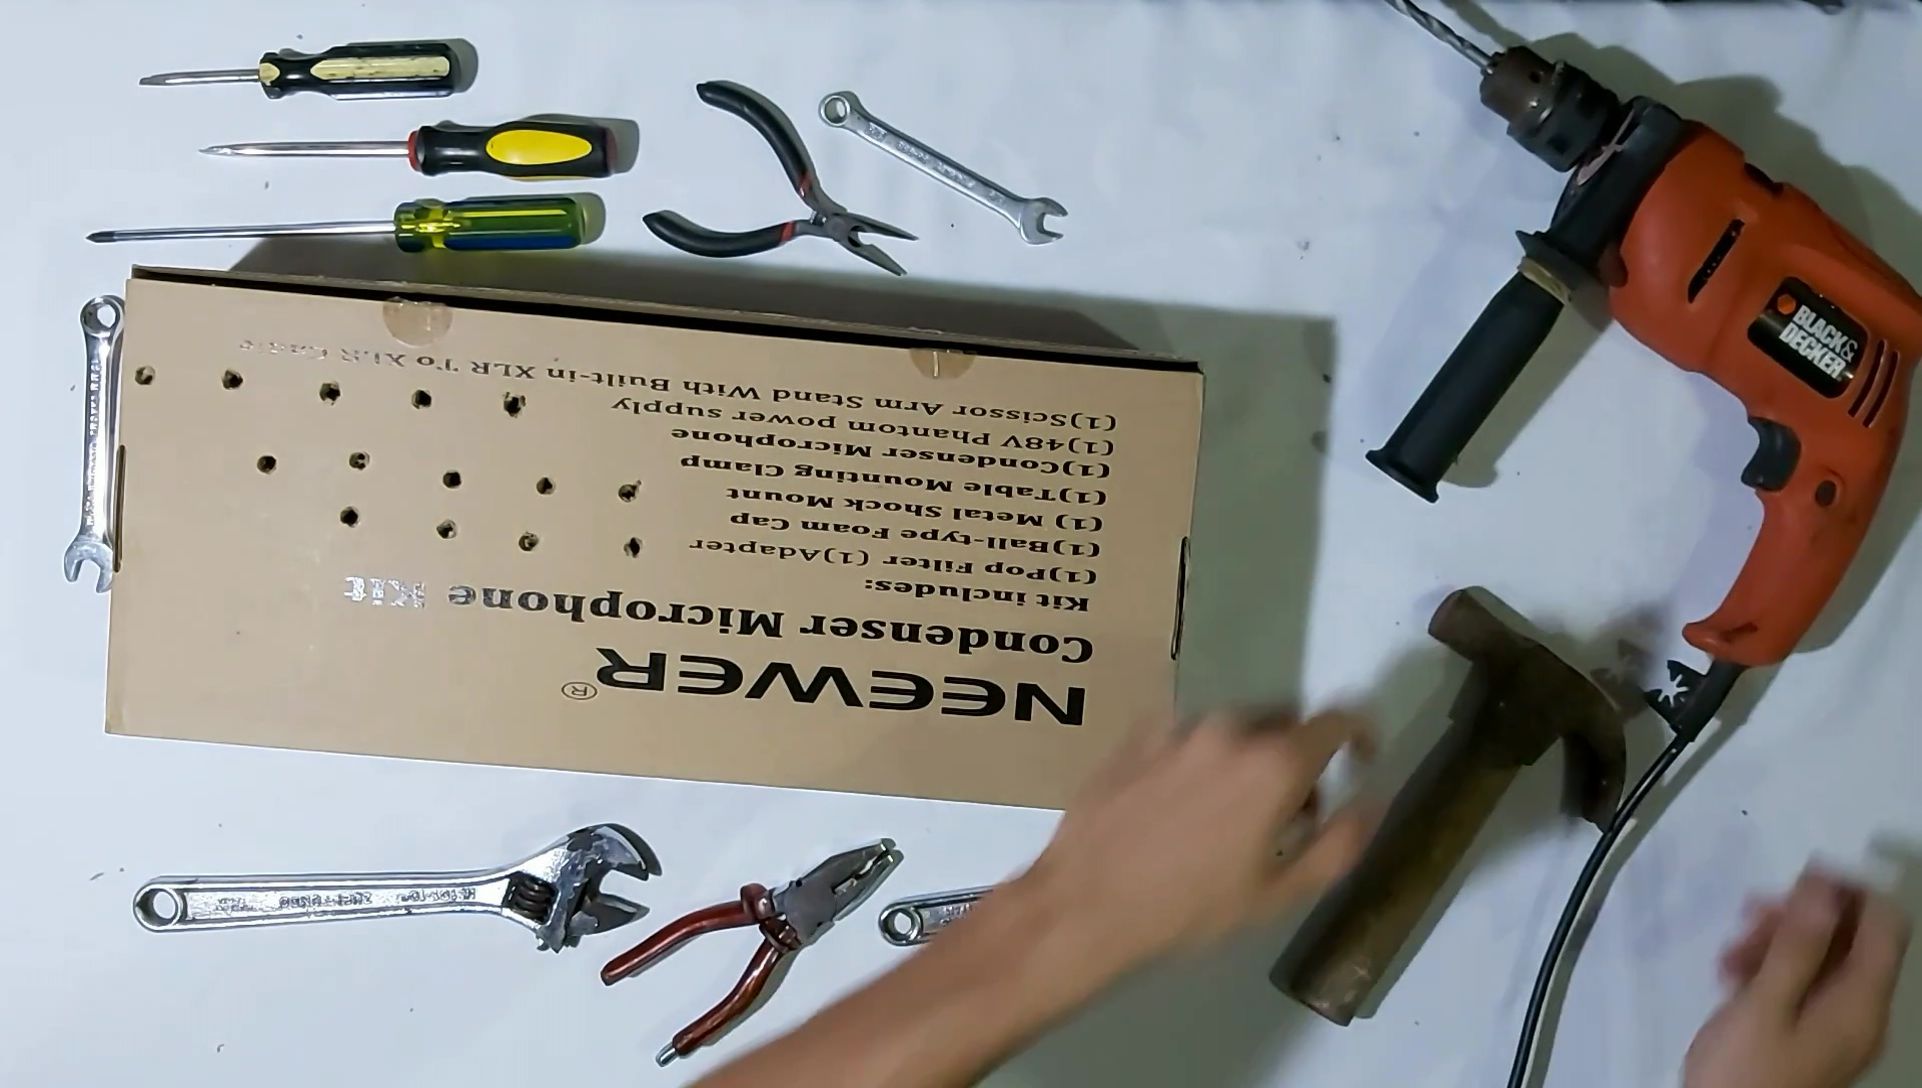 NEEWER®
Condenser Microphone Kit
Kit includes:
(1)Pop Filter (1)Adapter
(1)Ball-type Foam Cap
(1) Metal Shock Mount
(1)Table Mounting Clamp
(1)Condenser Microphone
(1)48V Phantom power supply
(1)Scissor Arm Stand With Built-in XLR To XLR Cable
BLACK&
DECKER